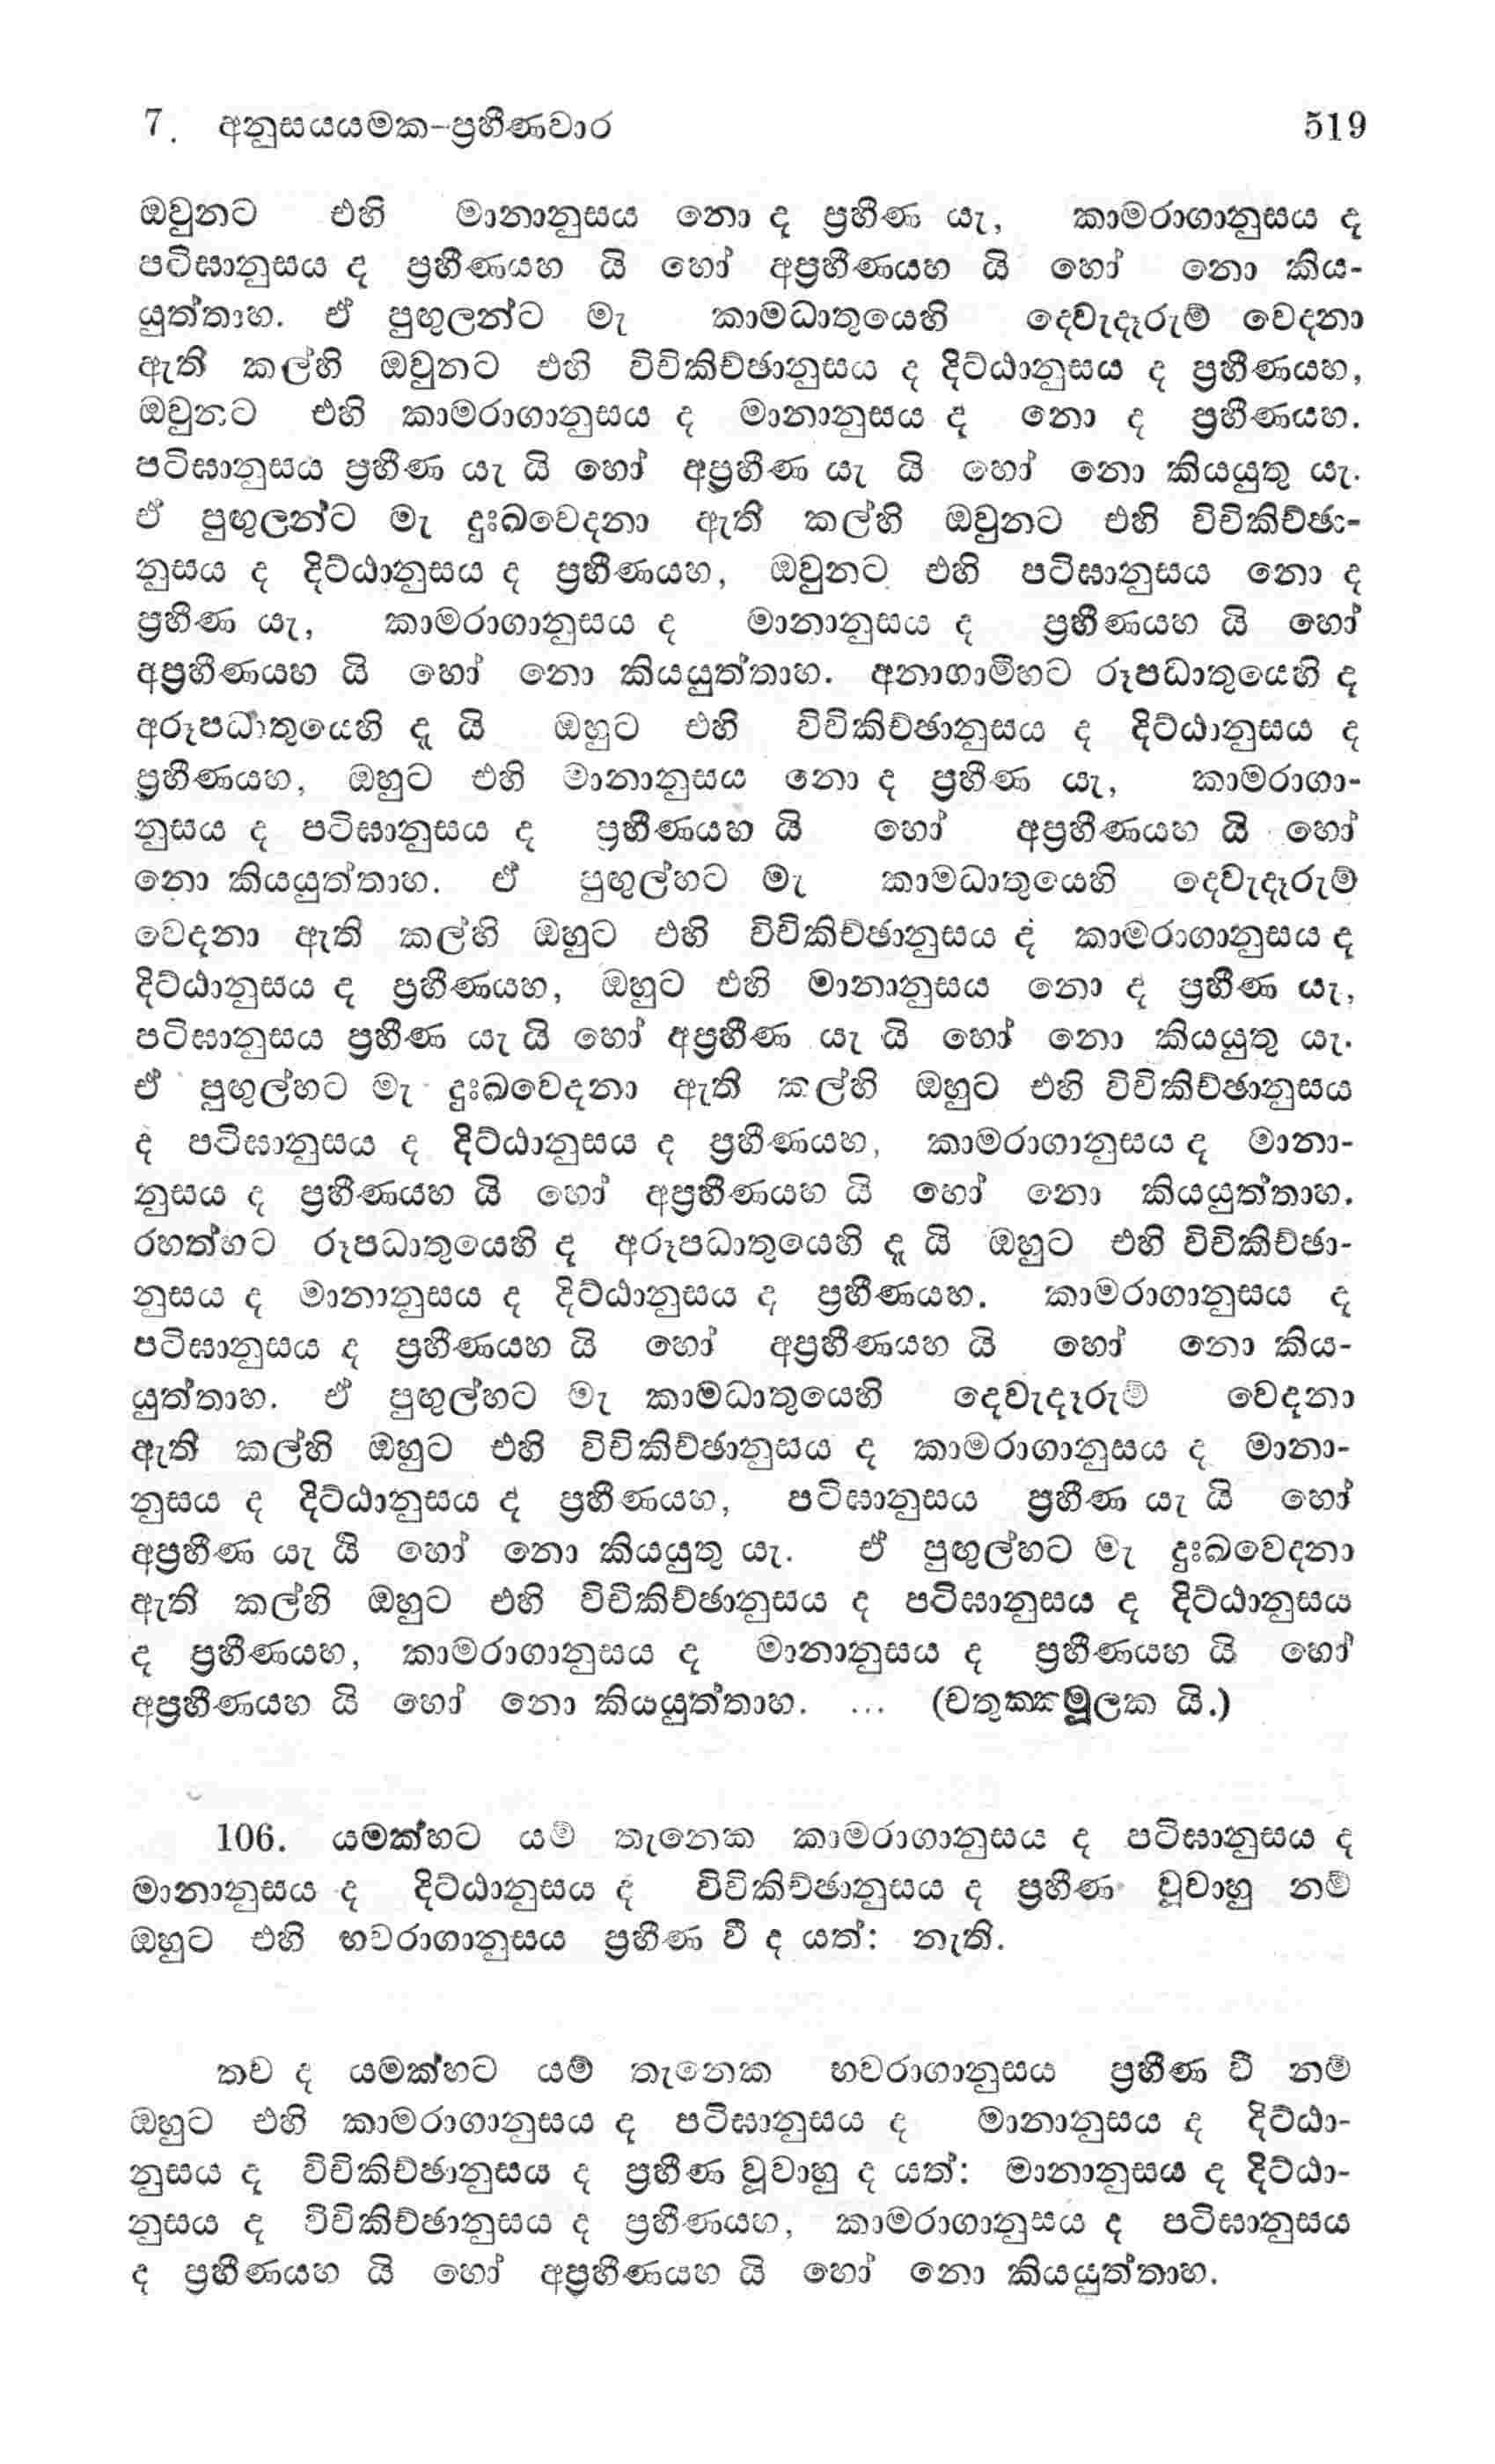 7. අනුසයයමක-ප්‍රහීණවාර 519
ඔවුනට එහි මානානුසය නො ද ප්‍රහීණ යැ, කාමරාගානුසය ද
පටිඝානුසය ද ප්‍රහීණයහ යි හෝ අප්‍රහීණයහ යි හෝ නො කිය-
යුත්තාහ. ඒ පුඟුලන්ට මැ කාමධාතුයෙහි දෙවැදෑරුම් වෙදනා
ඇති කල්හි ඔවුනට එහි විචිකිච්ඡානුසය ද දිට්ඨානුසය ද ප්‍රහීණයහ,
ඔවුනට එහි කාමරාගානුසය ද මානානුසය ද නො ද ප්‍රහීණයහ.
පටිඝානුසය ප්‍රහීණ යැ යි හෝ අප්‍රහීණ යැ යි හෝ නො කියයුතු යැ.
ඒ පුඟුලන්ට මැ දුඃඛවෙදනා ඇති කල්හි ඔවුනට එහි විචිකිච්ඡා-
නුසය ද දිට්ඨානුසය ද ප්‍රහීණයහ, ඔවුනට එහි පටිඝානුසය නො ද
ප්‍රහීණ යැ, කාමරාගානුසය ද මානානුසය ද ප්‍රහීණයහ යි හෝ
අප්‍රහීණයහ යි හෝ නො කියයුත්තාහ. අනාගාමිහට රූපධාතුයෙහි ද
අරූපධාතුයෙහි දැ යි ඔහුට එහි විචිකිච්ඡානුසය ද දිට්ඨානුසය ද
ප්‍රහීණයහ, ඔහුට එහි මානානුසය නො ද ප්‍රහීණ යැ, කාමරාගා-
නුසය ද පටිඝානුසය ද ප්‍රහීණයහ යි හෝ අප්‍රහීණයහ යි හෝ
නො කියයුත්තාහ. ඒ පුඟුල්හට මැ කාමධාතුයෙහි දෙවැදෑරුම්
වෙදනා ඇති කල්හි ඔහුට එහි විචිකිච්ඡානුසය ද කාමරාගානුසය ද
දිට්ඨානුසය ද ප්‍රහීණයහ, ඔහුට එහි මානානුසය නො ද ප්‍රහීණ යැ,
පටිඝානුසය ප්‍රහීණ යැ යි හෝ අප්‍රහීණ යැ යි හෝ නො කියයුතු යැ.
ඒ පුඟුල්හට මැ දුඃඛවෙදනා ඇති කල්හි ඔහුට එහි විචිකිච්ඡානුසය
ද පටිඝානුසය ද දිට්ඨානුසය ද ප්‍රහීණයහ, කාමරාගානුසය ද මානා-
නුසය ද ප්‍රහීණයහ යි හෝ අප්‍රහීණයහ යි හෝ නො කියයුත්තාහ.
රහත්හට රූපධාතුයෙහි ද අරූපධාතුයෙහි දැ යි ඔහුට එහි විචිකිච්ඡා-
නුසය ද මානානුසය ද දිට්ඨානුසය ද ප්‍රහීණයහ. කාමරාගානුසය ද
පටිඝානුසය ද ප්‍රහීණයහ යි හෝ අප්‍රහීණයහ යි හෝ නො කිය-
යුත්තාහ. ඒ පුඟුල්හට මැ කාමධාතුයෙහි දෙවැදෑරුම් වෙදනා
ඇති කල්හි ඔහුට එහි විචිකිච්ඡානුසය ද කාමරාගානුසය ද මානා-
නුසය ද දිට්ඨානුසය ද ප්‍රහීණයහ, පටිඝානුසය ප්‍රහීණ යැ යි හෝ
අප්‍රහීණ යැ යි හෝ නො කියයුතු යැ. ඒ පුඟුල්හට මැ දුඃඛවෙදනා
ඇති කල්හි ඔහුට එහි විචිකිච්ඡානුසය ද පටිඝානුසය ද දිට්ඨානුසය
ද ප්‍රහීණයහ, කාමරාගානුසය ද මානානුසය ද ප්‍රහීණයහ යි හෝ
අප්‍රහීණයහ යි හෝ නො කියයුත්තාහ. ... (චතුක්කමූලක යි.)
106. යමක්හට යම් තැනෙක කාමරාගානුසය ද පටිඝානුසය ද
මානානුසය ද දිට්ඨානුසය ද විචිකිච්ඡානුසය ද ප්‍රහීණ වූවාහු නම්
ඔහුට එහි භවරාගානුසය ප්‍රහීණ වී ද යත්: නැති.
තව ද යමක්හට යම් තැනෙක භවරාගානුසය ප්‍රහීණ වී නම්
ඔහුට එහි කාමරාගානුසය ද පටිඝානුසය ද මානානුසය ද දිට්ඨා-
නුසය ද විචිකිච්ඡානුසය ද ප්‍රහීණ වූවාහු ද යත්: මානානුසය ද දිට්ඨා-
නුසය ද විචිකිච්ඡානුසය ද ප්‍රහීණයහ, කාමරාගානුසය ද පටිඝානුසය
ද ප්‍රහීණයහ යි හෝ අප්‍රහීණයහ යි හෝ නො කියයුත්තාහ.